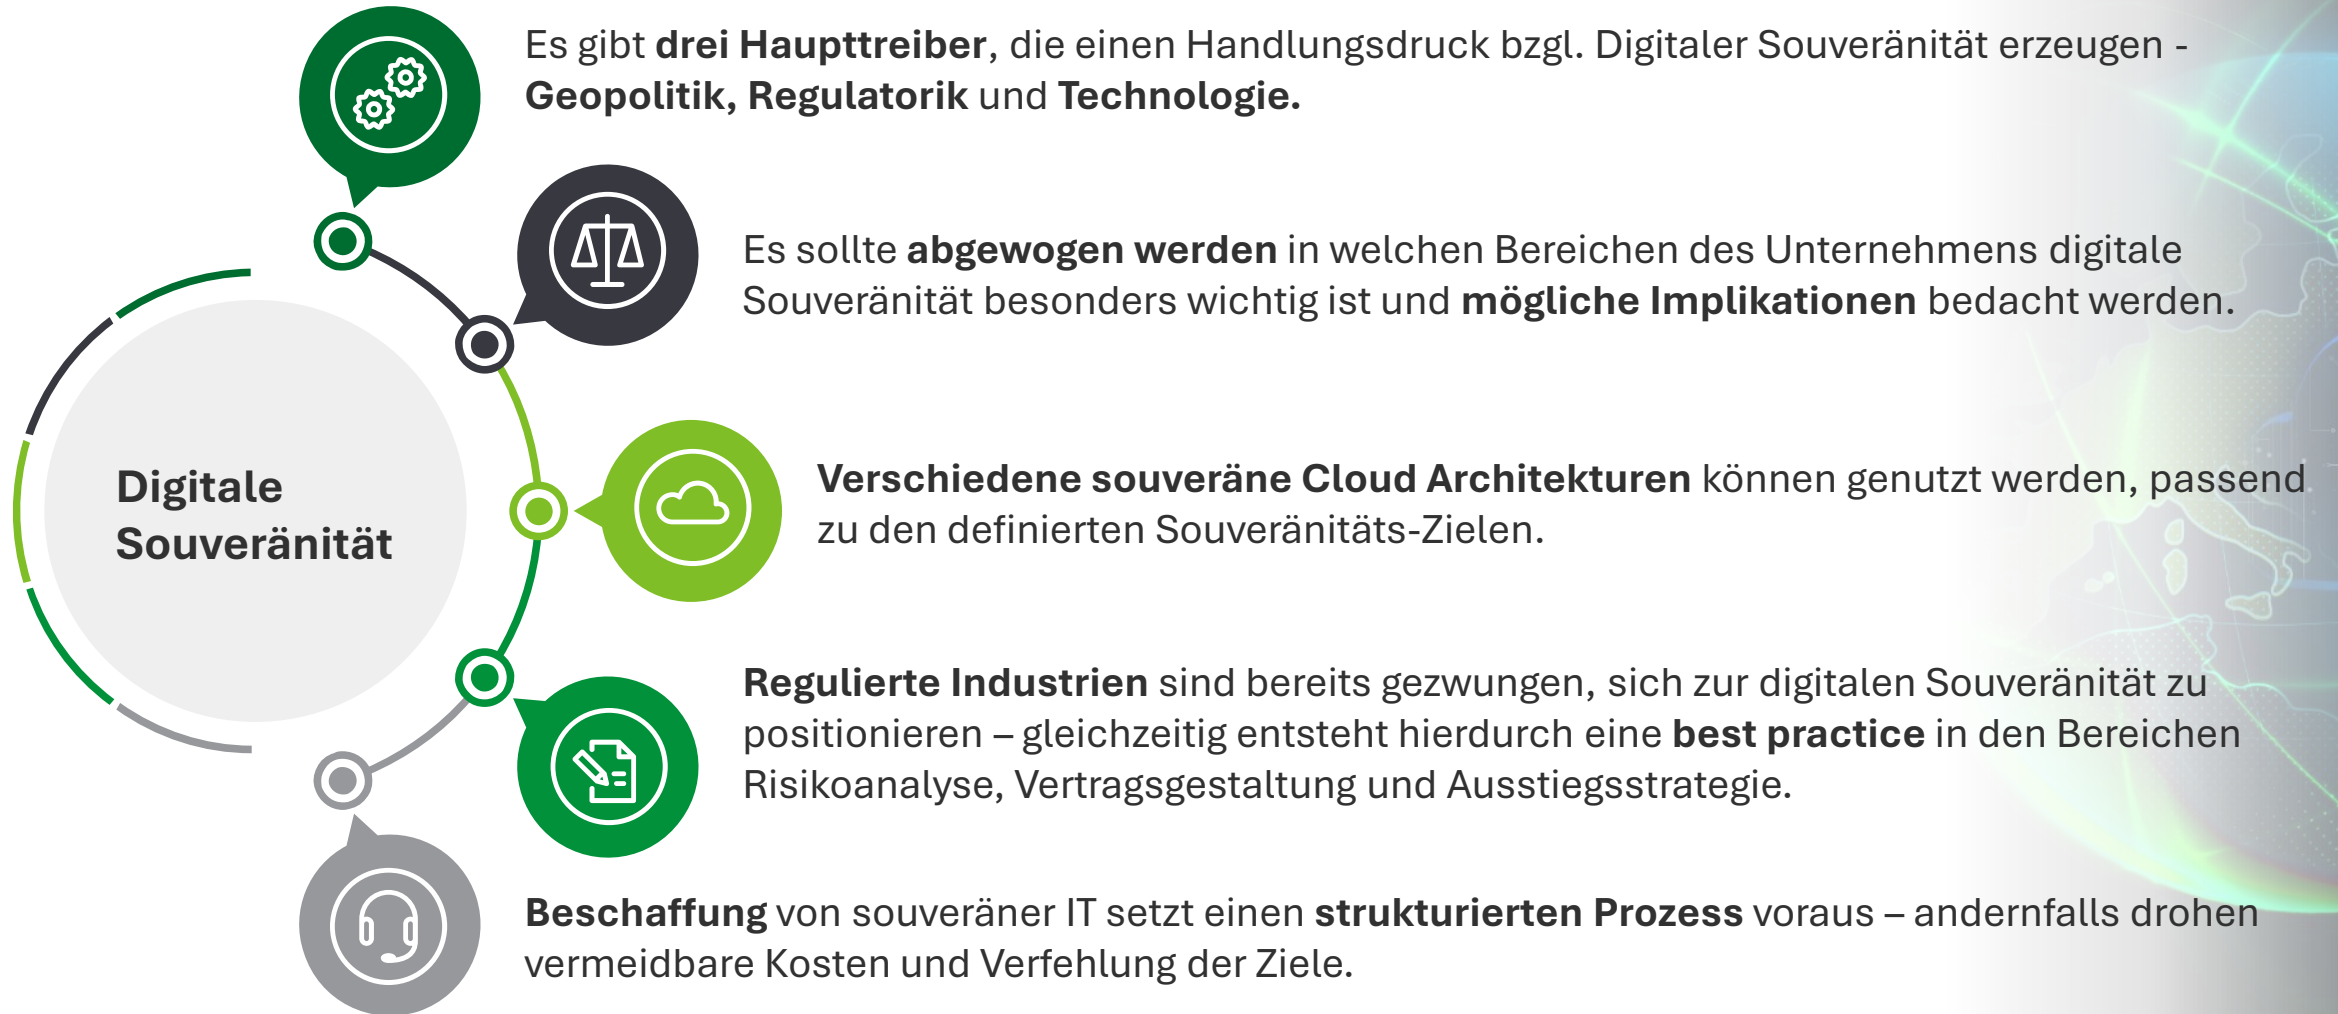 Es gibt drei Haupttreiber, die einen Handlungsdruck bzgl. Digitaler Souveränität erzeugen -
Geopolitik, Regulatorik und Technologie.
Es sollte abgewogen werden in welchen Bereichen des Unternehmens digitale
Souveränität besonders wichtig ist und mögliche Implikationen bedacht werden.
Digitale
Souveränität
Verschiedene souveräne Cloud Architekturen können genutzt werden, passend
zu den definierten Souveränitäts-Zielen.
Regulierte Industrien sind bereits gezwungen, sich zur digitalen Souveränität zu
positionieren – gleichzeitig entsteht hierdurch eine best practice in den Bereichen
Risikoanalyse, Vertragsgestaltung und Ausstiegsstrategie.
Beschaffung von souveräner IT setzt einen strukturierten Prozess voraus – andernfalls drohen
vermeidbare Kosten und Verfehlung der Ziele.